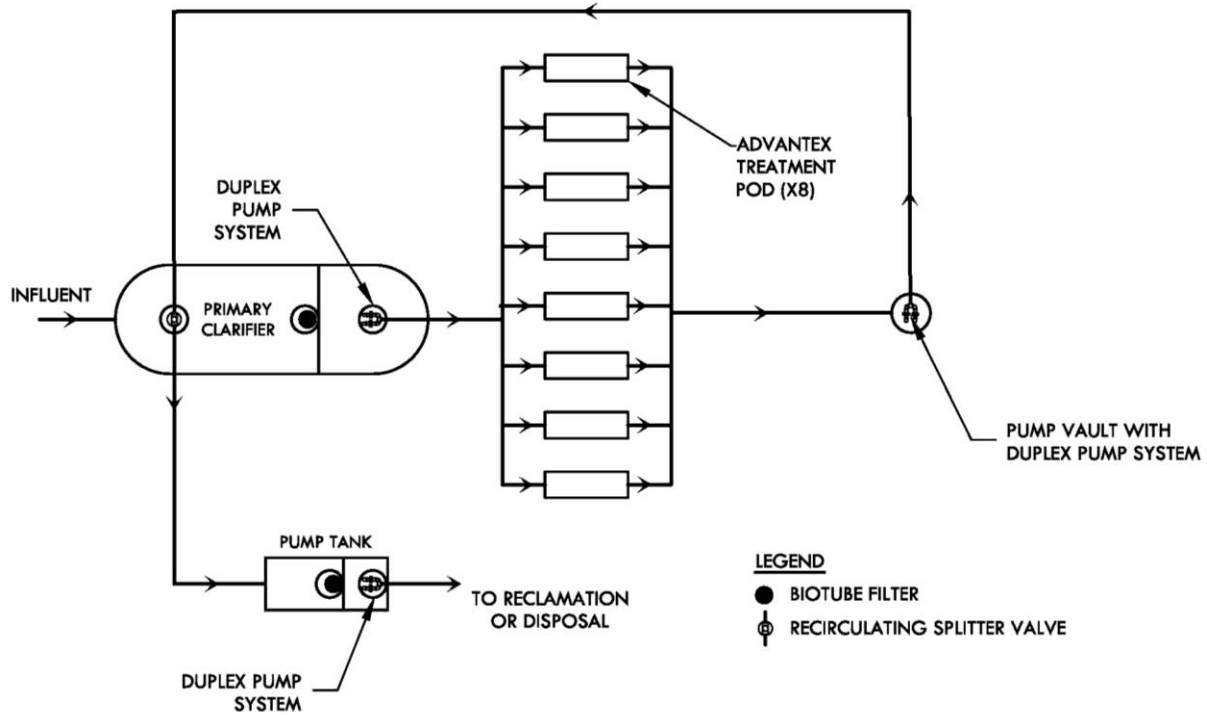 ADVANTEX
TREATMENT
POD (X8)
DUPLEX
PUMP
SYSTEM
INFLUENT
PRIMARY
CLARIFIER
PUMP VAULT WITH
DUPLEX PUMP SYSTEM
PUMP TANK
TO RECLAMATION
OR DISPOSAL
DUPLEX PUMP
SYSTEM
LEGEND
BIOTUBE FILTER
RECIRCULATING SPLITTER VALVE